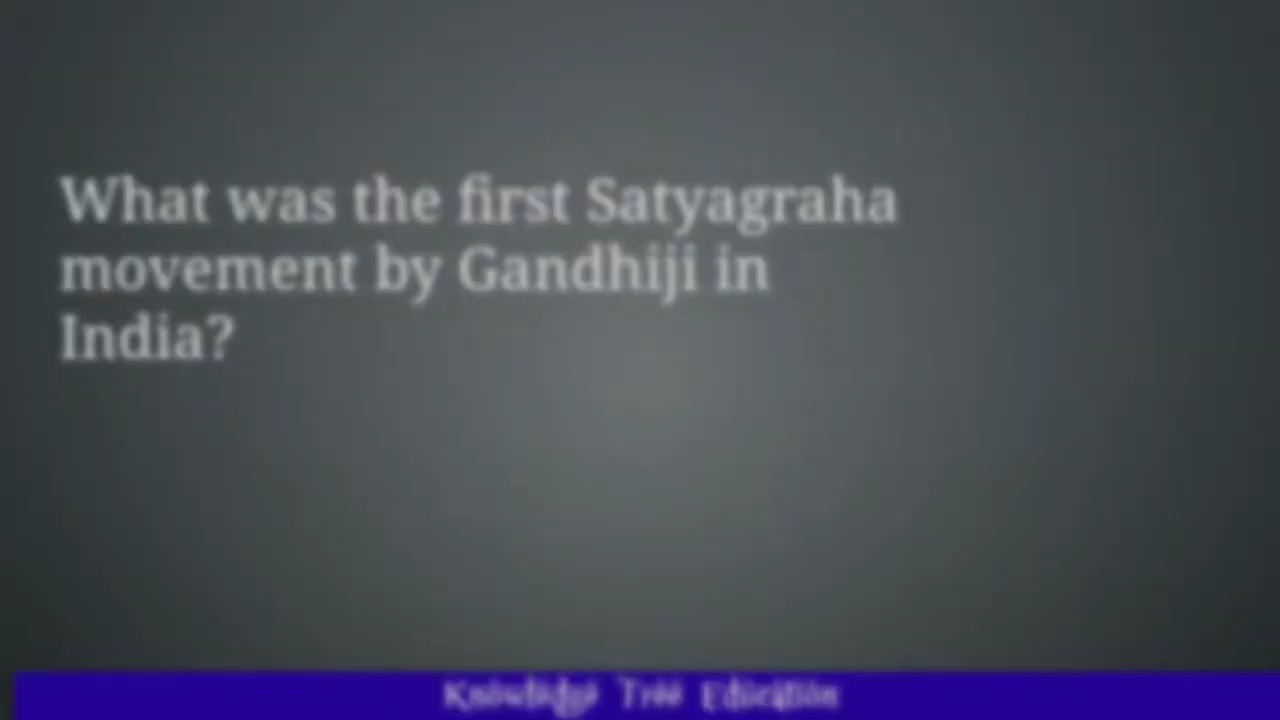 What was the first Satyagraha
movement by Gandhiji in
India?
Knowledge Tree Education